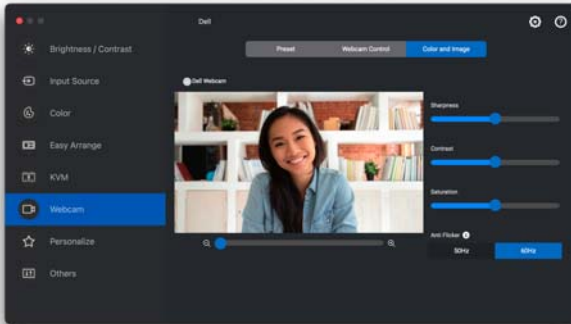 Dell
Brightness / Contrast
Input Source
Color
Easy Arrange
KVM
Webcam
Personalize
Others
Preset
Webcam Control
Color and Image
Dell Webcam
Sharpness
Contrast
Saturation
Anti Flicker
50Hz
60Hz